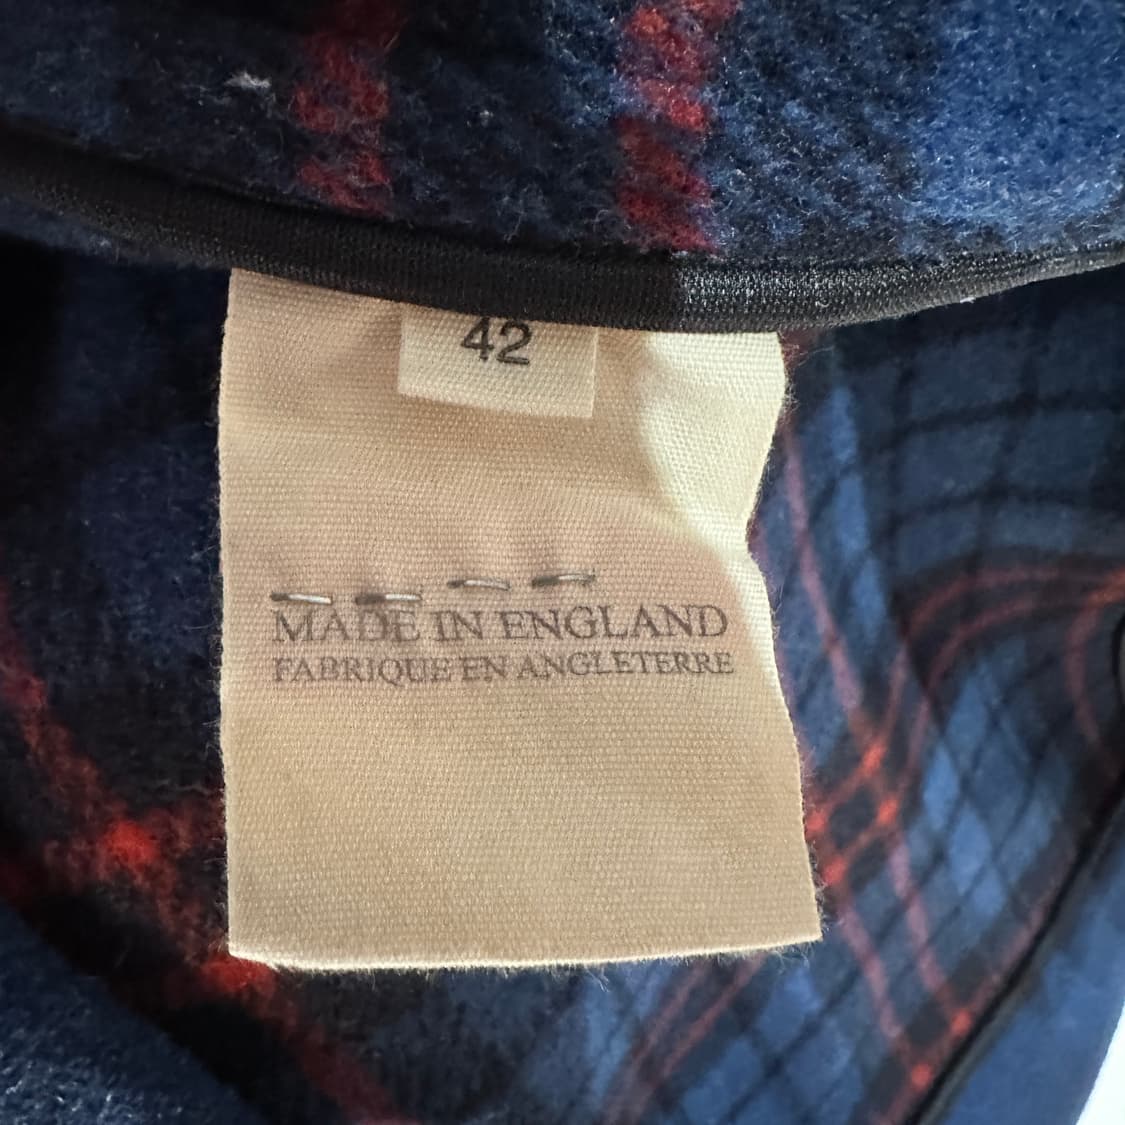 42
MADE IN ENGLAND
FABRIQUE EN ANGLETERRE